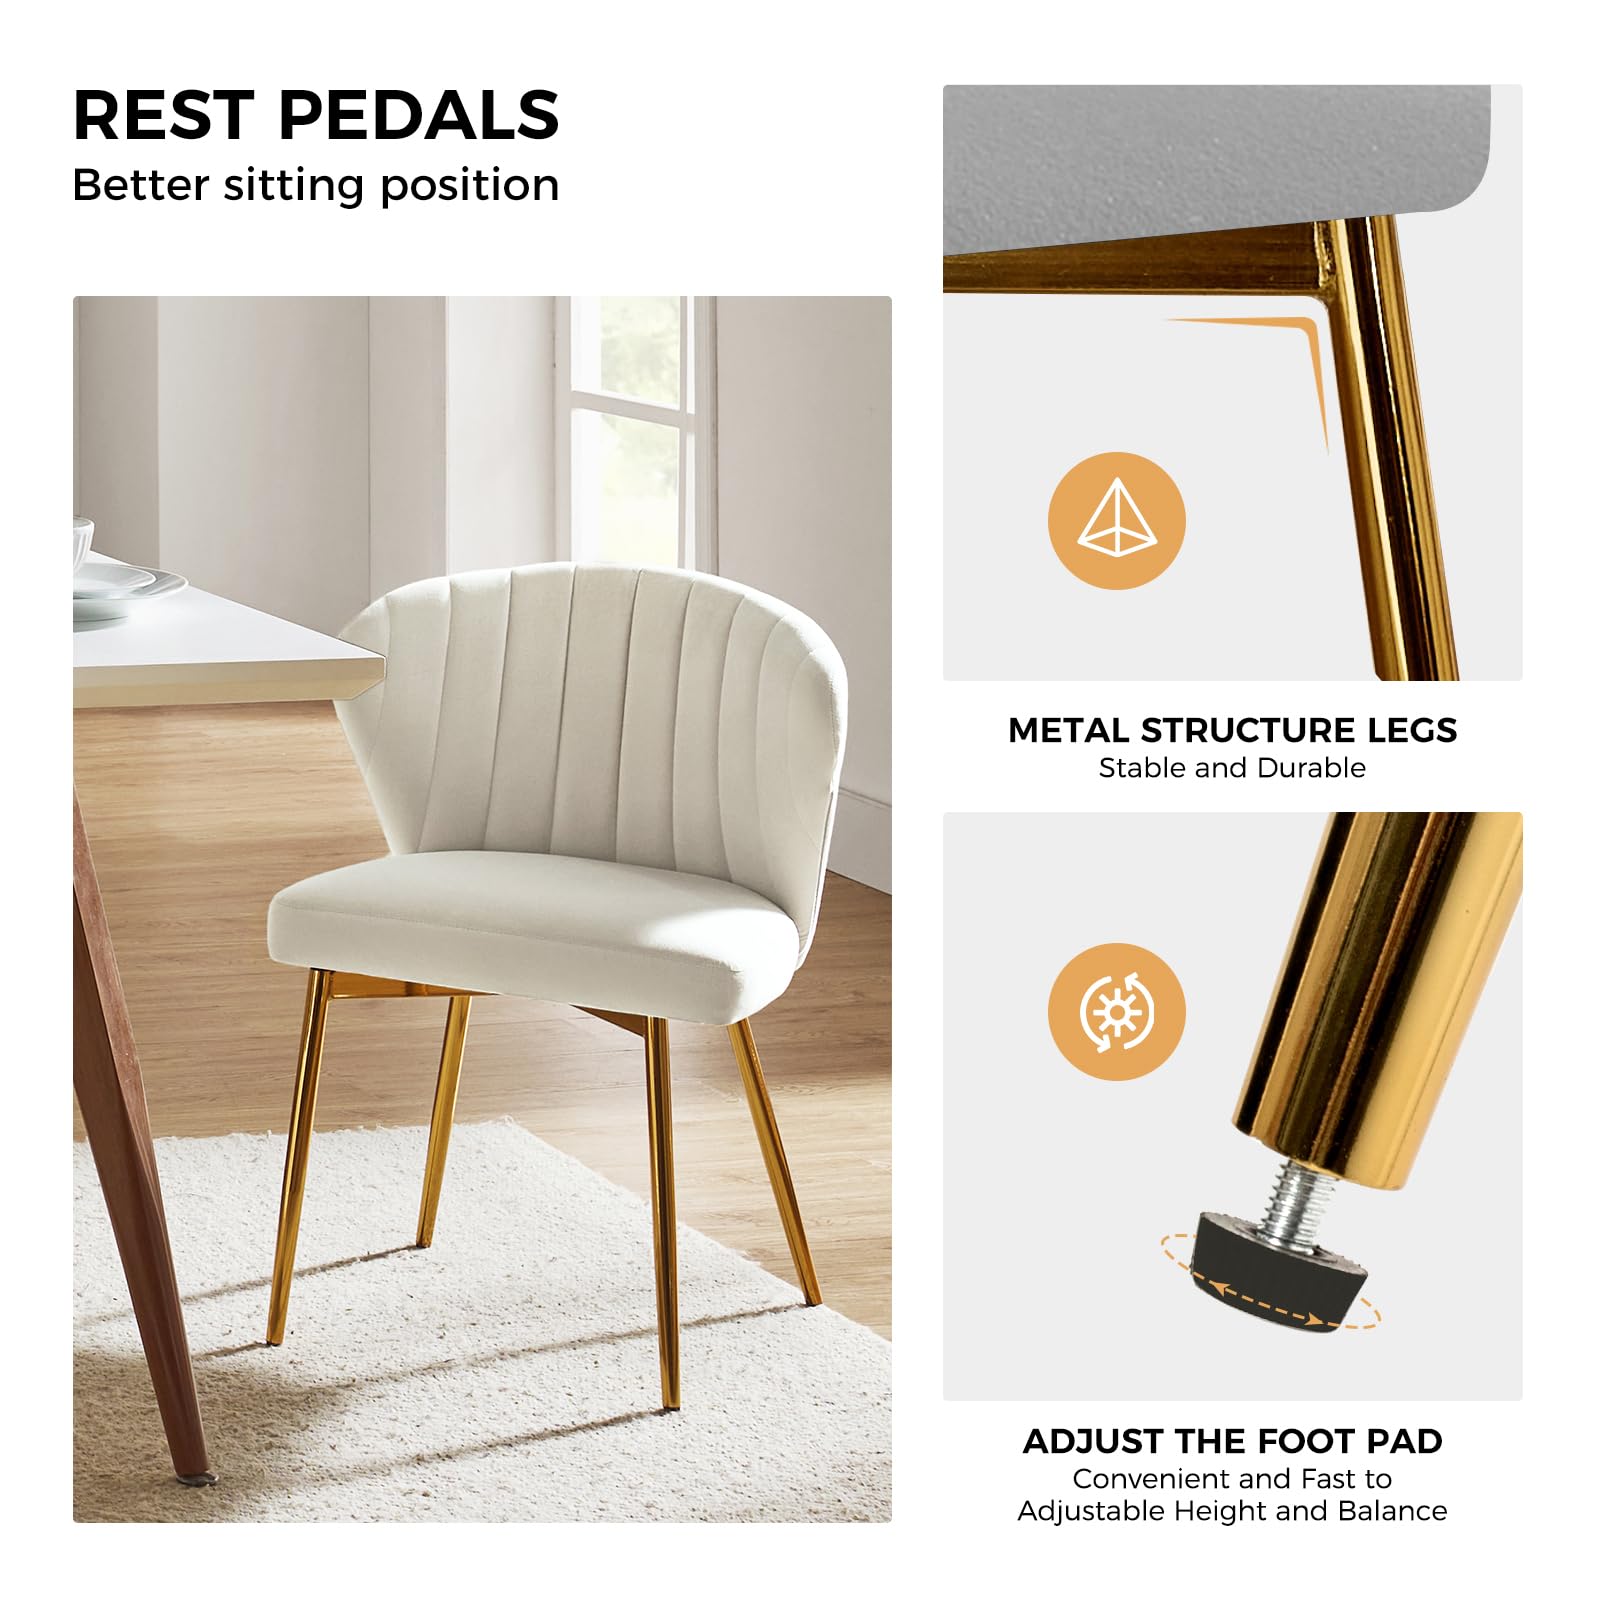 REST PEDALS
Better sitting position
METAL STRUCTURE LEGS
Stable and Durable
ADJUST THE FOOT PAD
Convenient and Fast to
Adjustable Height and Balance